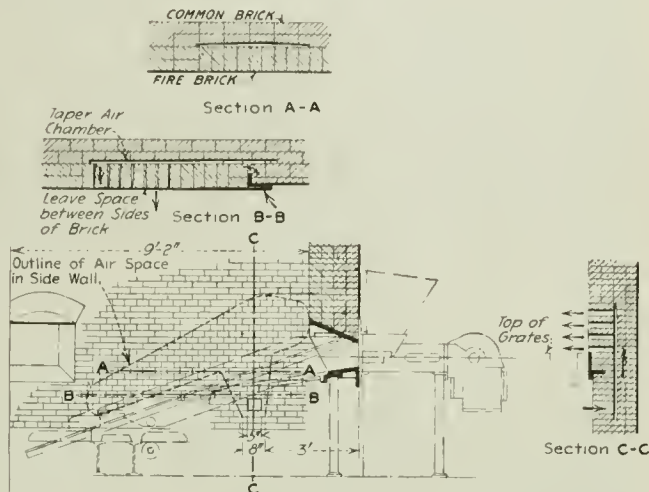 COMMON BRICK
FIRE BRICK
Section A-A
Taper Air
Chamber
Leave Space
between Sides
of Brick
Section B-B
C
9'-2"
Outline of Air Space
in Side Wall
Top of
Grates
A
A
B
B
8"
3'
C
Section C-C